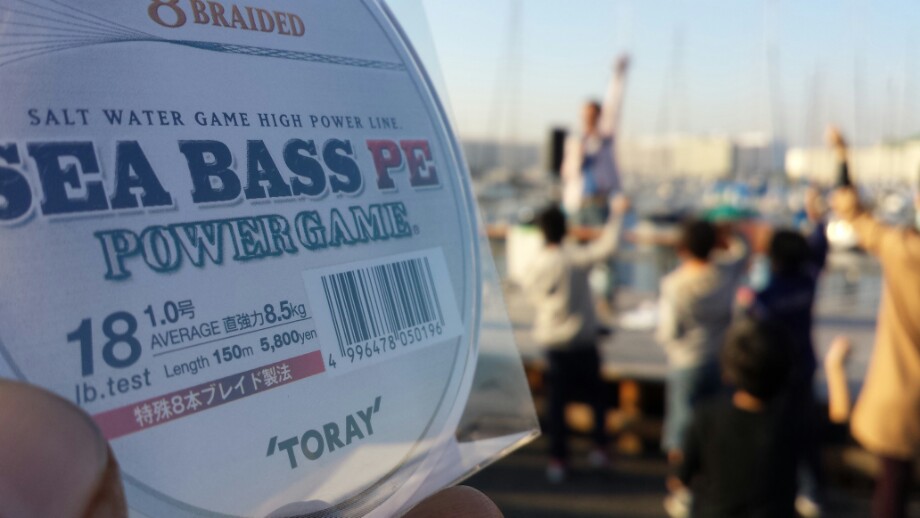 8 BRAIDED
SALT WATER GAME HIGH POWER LINE.
SEA BASS PE
POWER GAME®
18 lb.test
1.0号
AVERAGE 直強力8.5kg
Length 150m 5,800yen
4 996478 050196
特殊8本ブレイド製法
'TORAY'